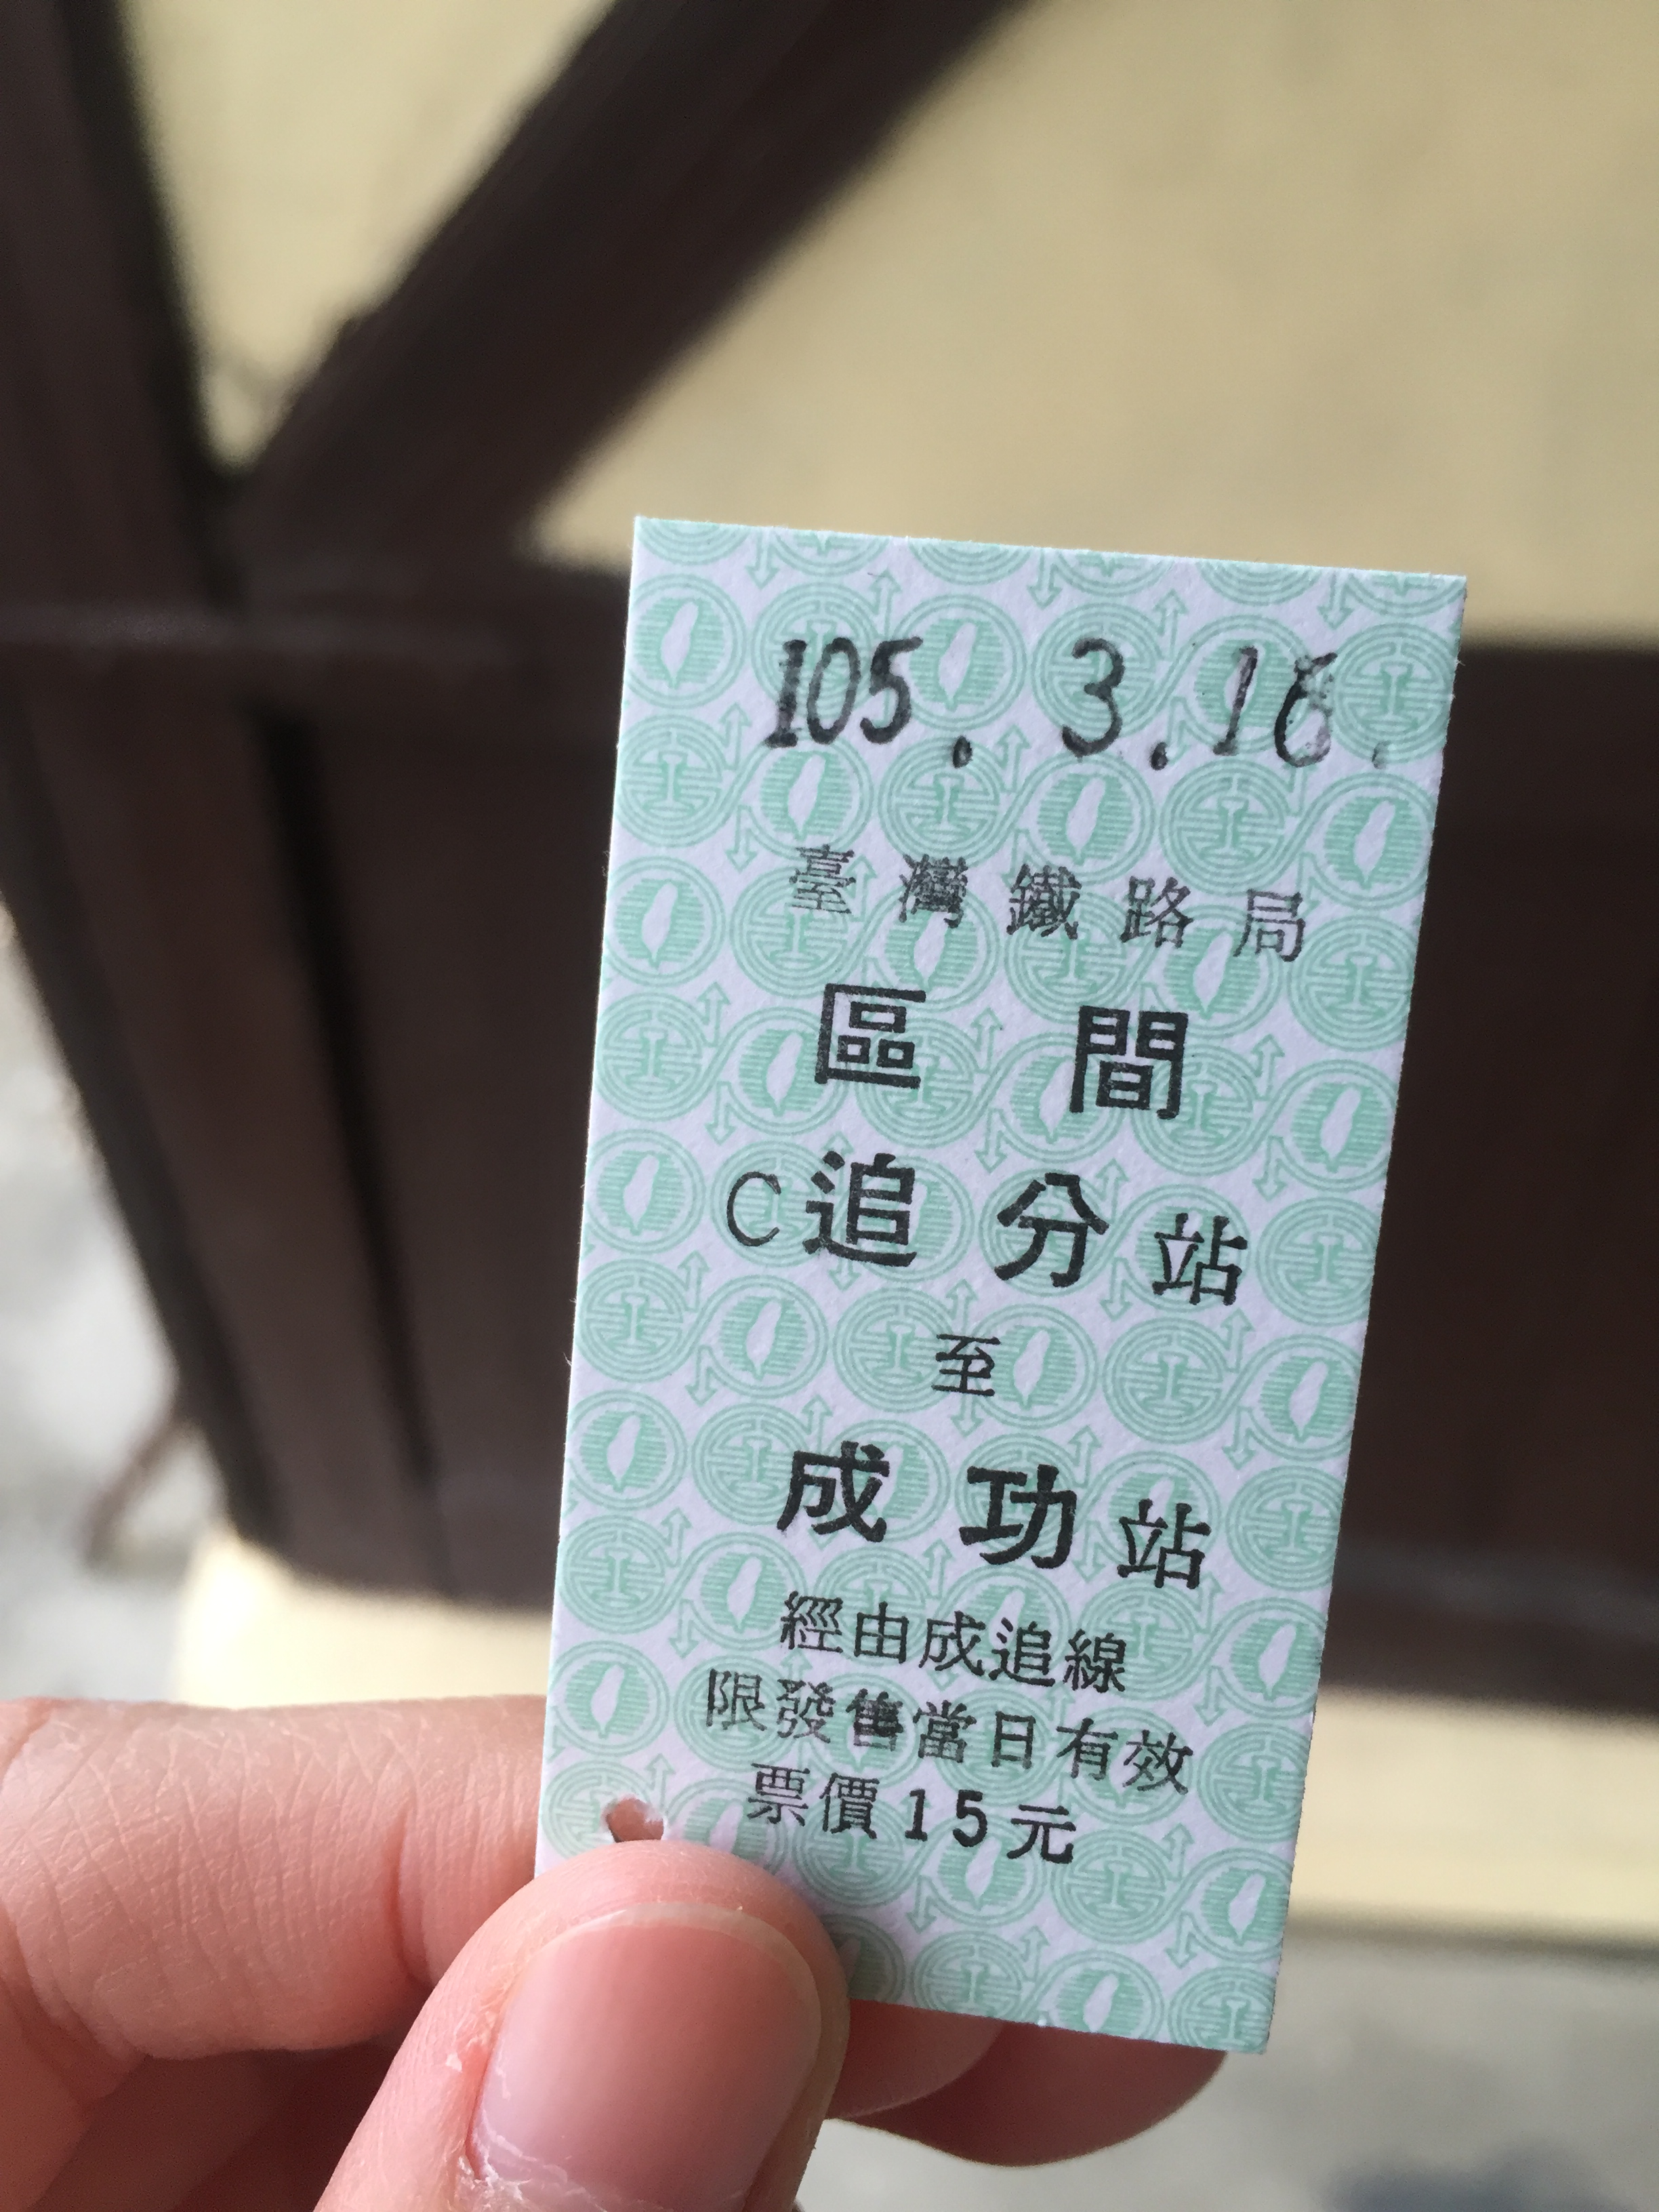 105. 3.16.
臺灣鐵路局
區間
C追分站
至
成功站
經由成追線
限發售當日有效
票價15元